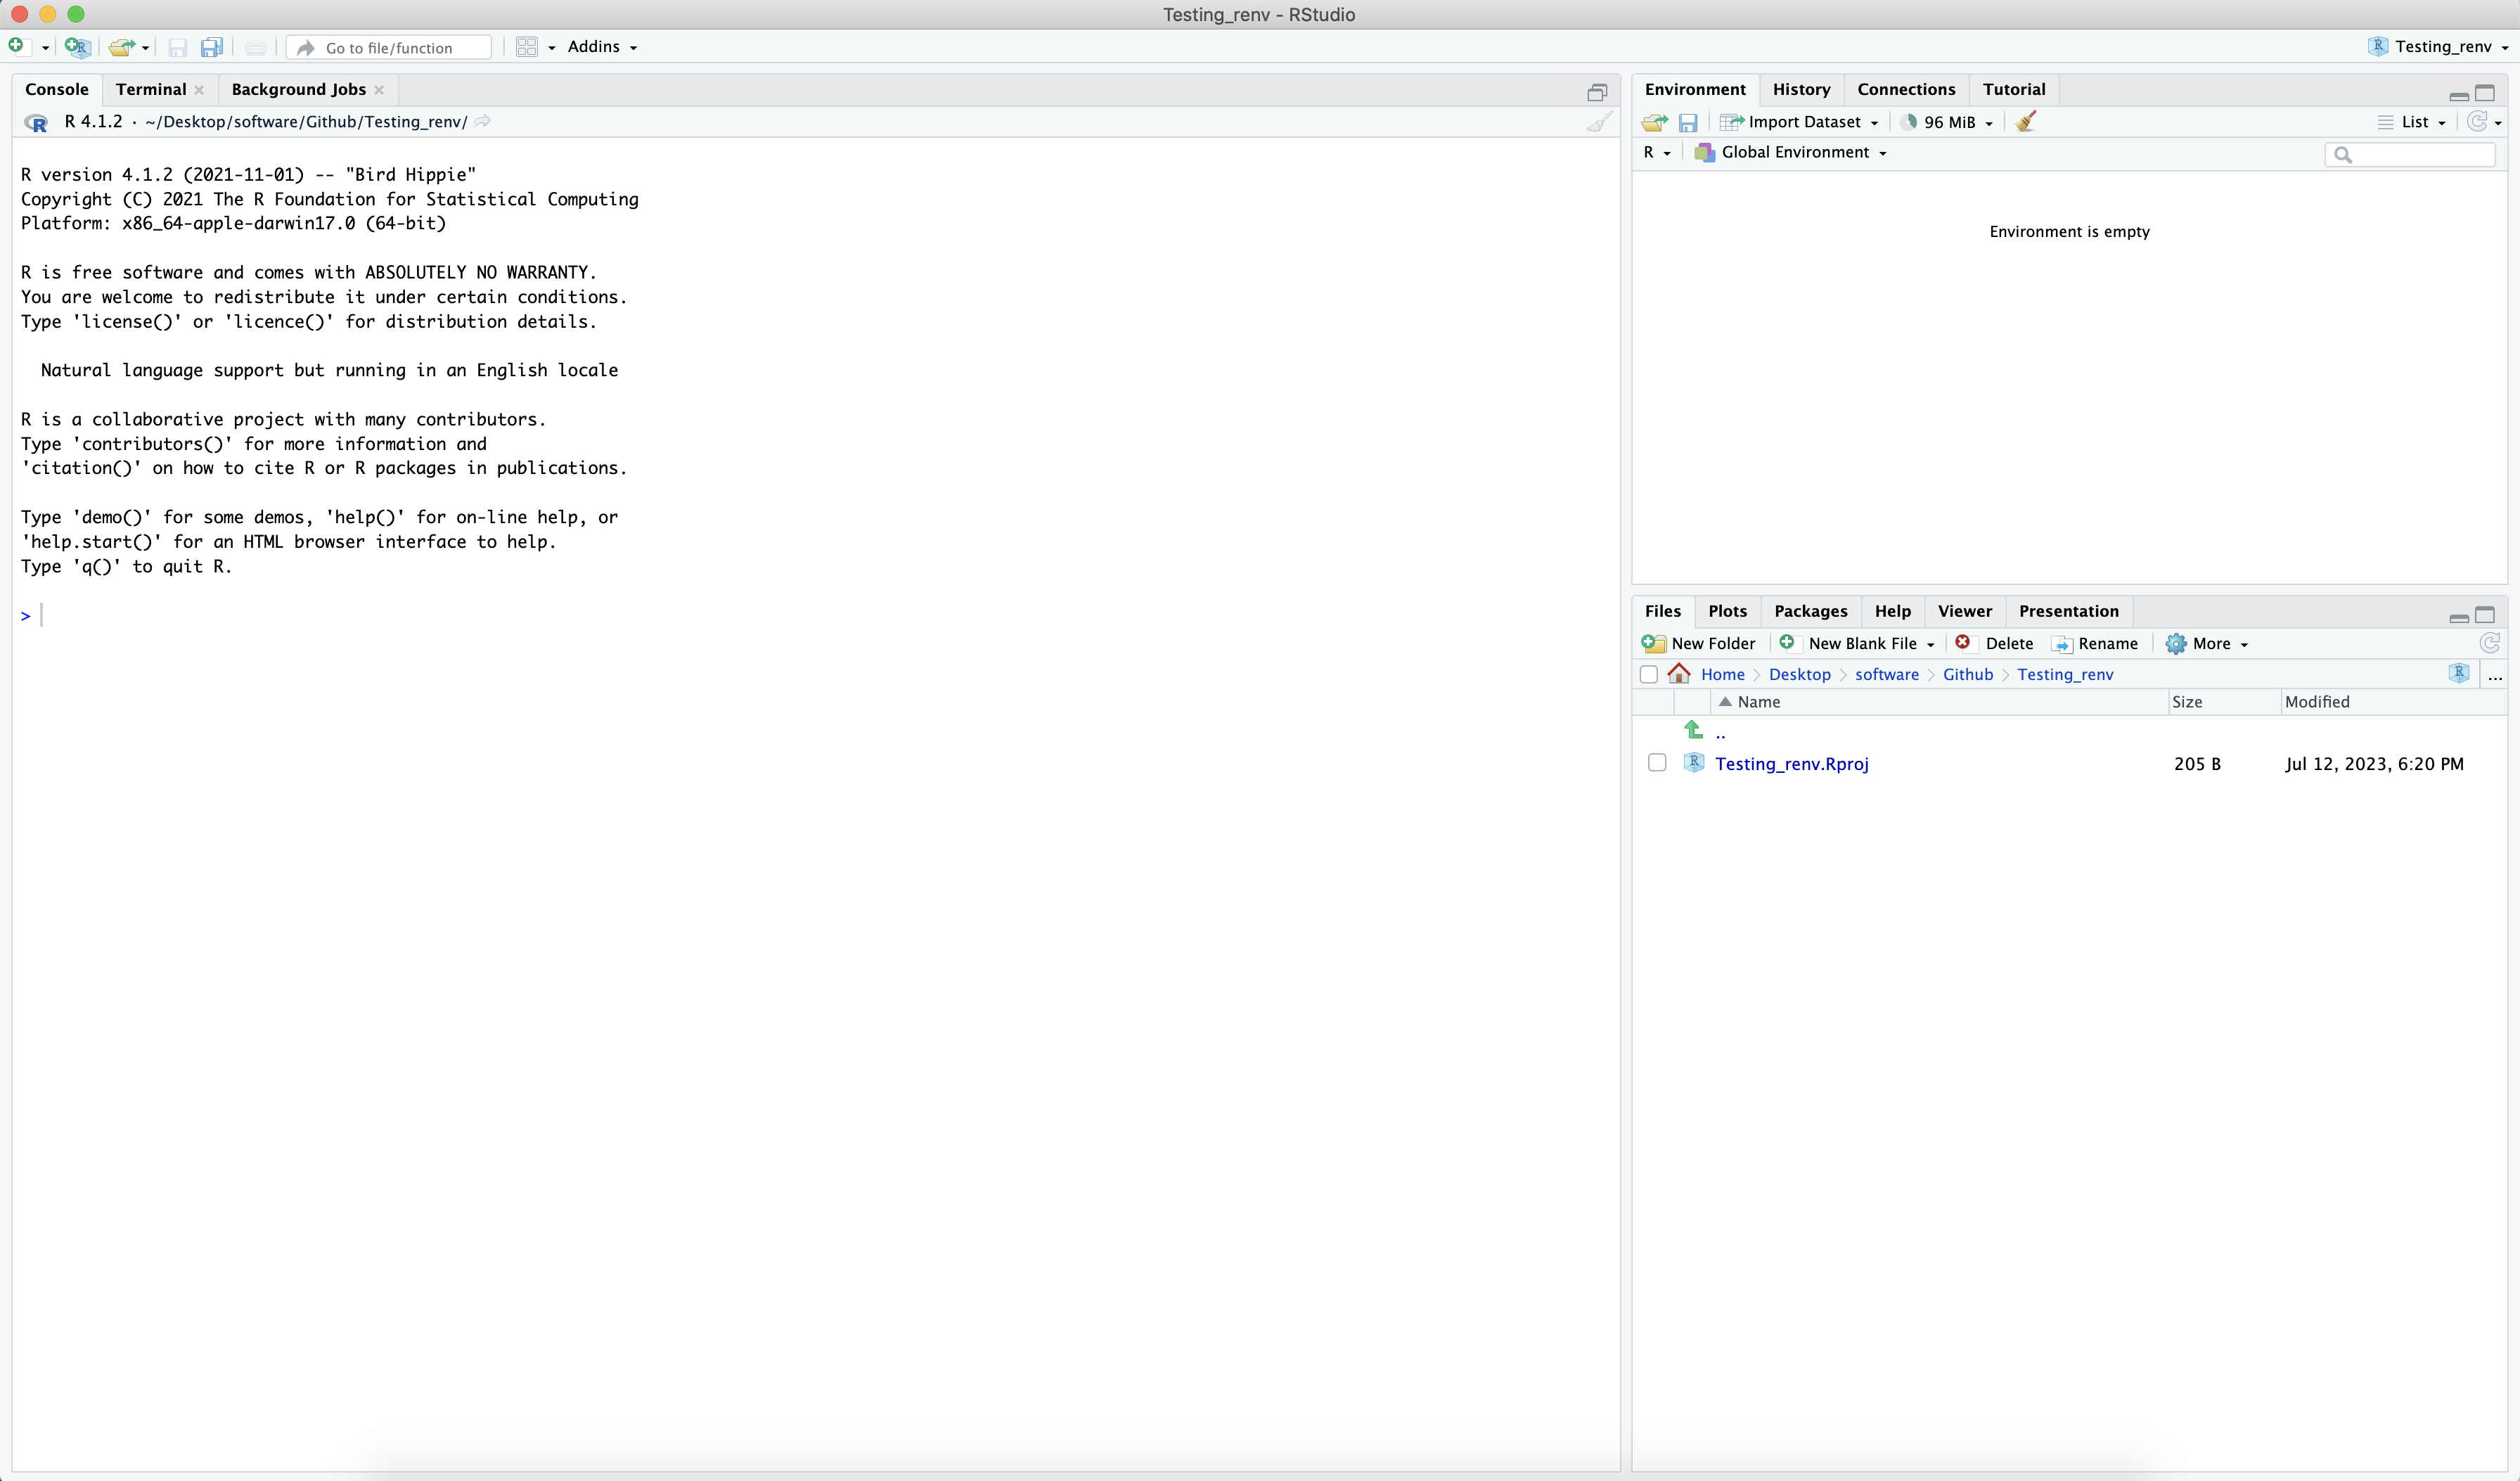 Testing_renv - RStudio
Go to file/function
Addins
Testing_renv
Console Terminal Background Jobs
R 4.1.2 · ~/Desktop/software/Github/Testing_renv/
R version 4.1.2 (2021-11-01) -- "Bird Hippie"
Copyright (C) 2021 The R Foundation for Statistical Computing
Platform: x86_64-apple-darwin17.0 (64-bit)
R is free software and comes with ABSOLUTELY NO WARRANTY.
You are welcome to redistribute it under certain conditions.
Type 'license()' or 'licence()' for distribution details.
Natural language support but running in an English locale
R is a collaborative project with many contributors.
Type 'contributors()' for more information and
'citation()' on how to cite R or R packages in publications.
Type 'demo()' for some demos, 'help()' for on-line help, or
'help.start()' for an HTML browser interface to help.
Type 'q()' to quit R.
>
Environment History Connections Tutorial
Import Dataset 96 MiB List
R Global Environment
Environment is empty
Files Plots Packages Help Viewer Presentation
New Folder New Blank File Delete Rename More
Home Desktop software Github Testing_renv ...
Name Size Modified
..
Testing_renv.Rproj 205 B Jul 12, 2023, 6:20 PM